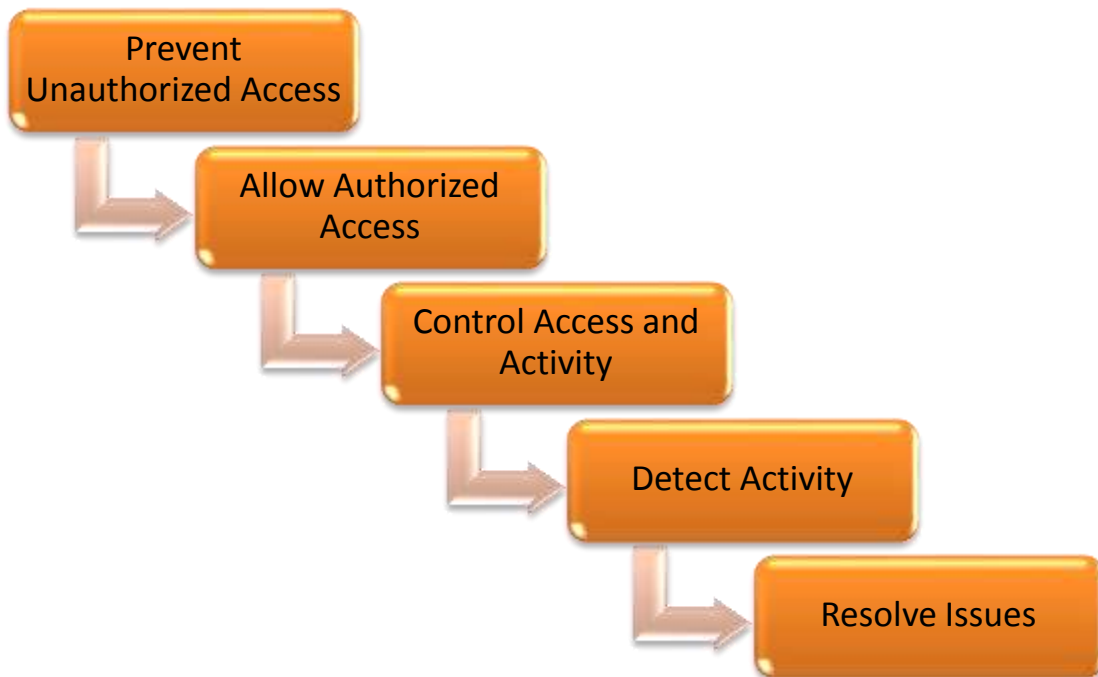 Prevent
Unauthorized Access
Allow Authorized
Access
Control Access and
Activity
Detect Activity
Resolve Issues